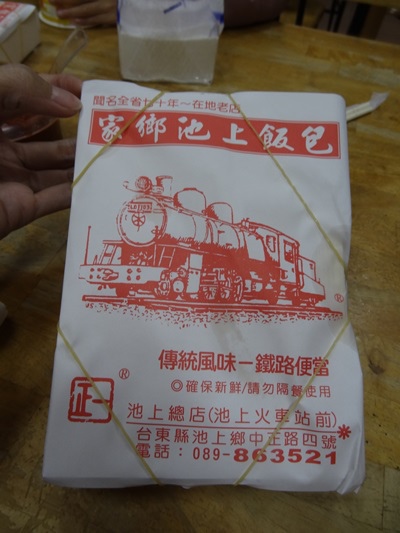 聞名全省七十年～在地老店
家鄉池上飯包
®
傳統風味－鐵路便當
◎確保新鮮/請勿隔餐使用
正一®
池上總店(池上火車站前)
台東縣池上鄉中正路四號*
電話：089-863521